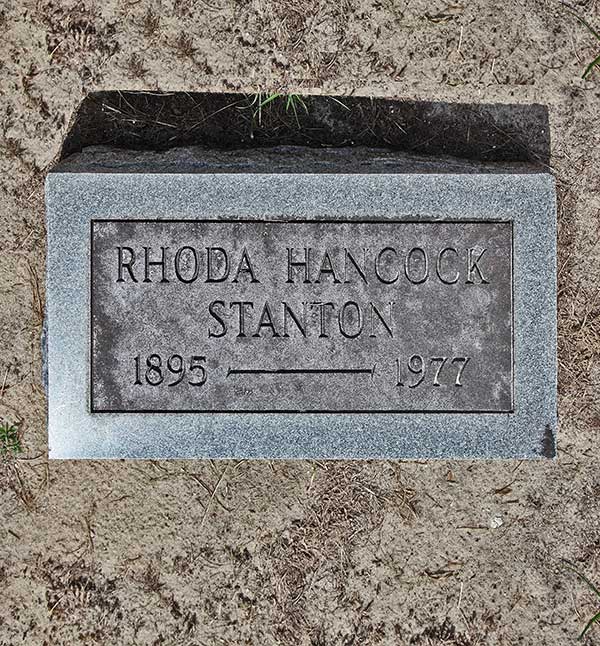 RHODA HANCOCK
STANTON
1895 — 1977